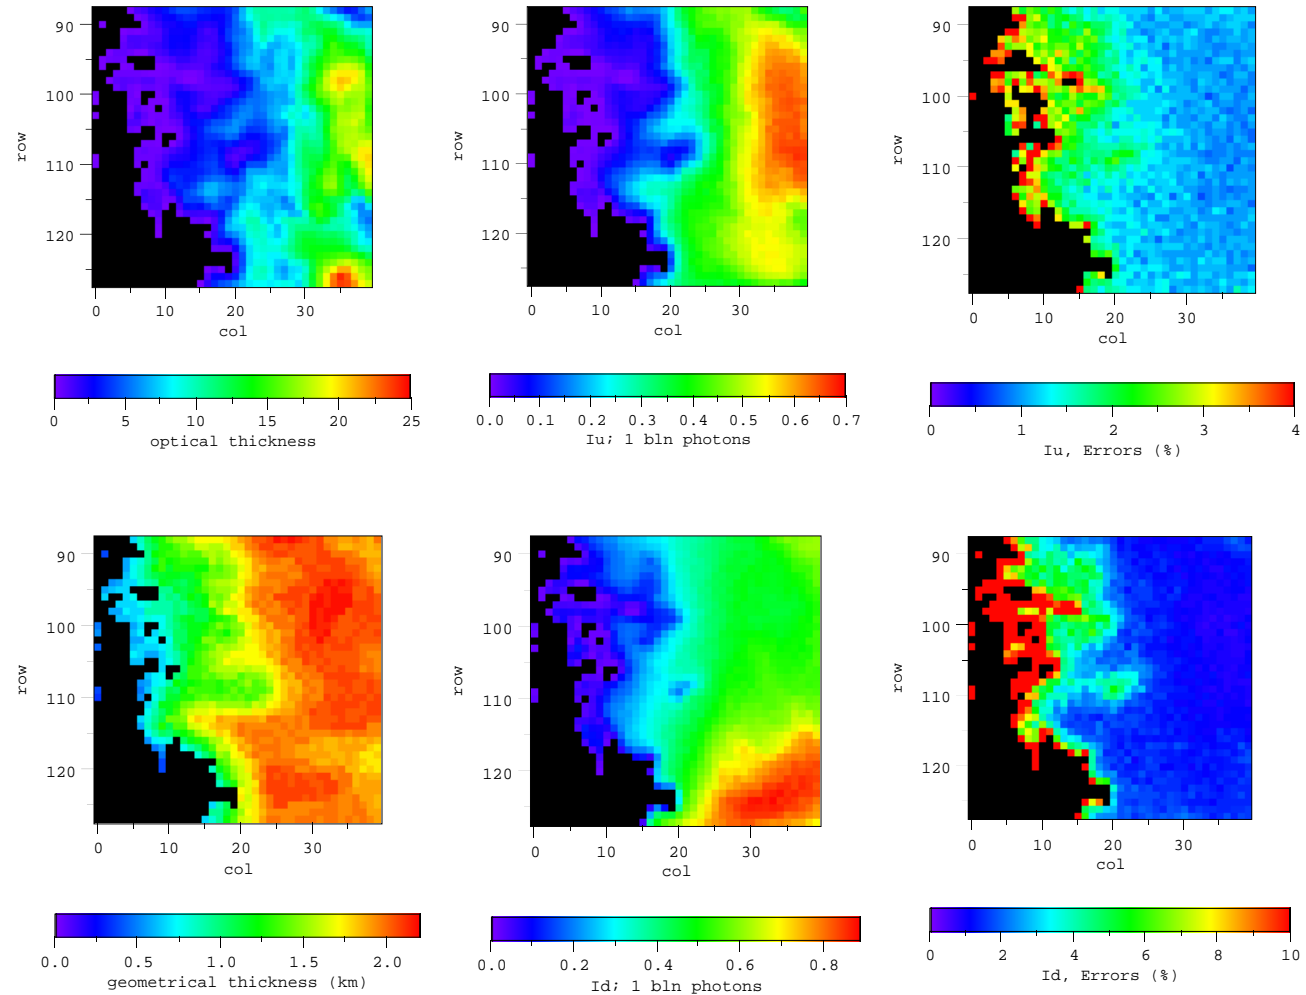 90
100
110
120
row
0 10 20 30
col
0 5 10 15 20 25
optical thickness
90
100
110
120
row
0 10 20 30
col
0.0 0.1 0.2 0.3 0.4 0.5 0.6 0.7
Iu; 1 bln photons
90
100
110
120
row
0 10 20 30
col
0 1 2 3 4
Iu, Errors (%)
90
100
110
120
row
0 10 20 30
col
0.0 0.5 1.0 1.5 2.0
geometrical thickness (km)
90
100
110
120
row
0 10 20 30
col
0.0 0.2 0.4 0.6 0.8
Id; 1 bln photons
90
100
110
120
row
0 10 20 30
col
0 2 4 6 8 10
Id, Errors (%)